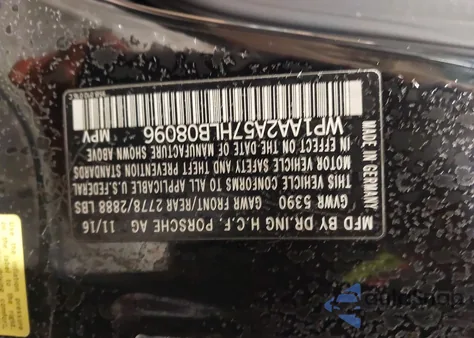 MFD BY DR.ING H.C.F. PORSCHE AG
11/16
GVWR 5390 GAWR FRONT/REAR 2778/2888 LBS
THIS VEHICLE CONFORMS TO ALL APPLICABLE U.S.FEDERAL
MOTOR VEHICLE SAFETY AND THEFT PREVENTION STANDARDS
IN EFFECT ON THE DATE OF MANUFACTURE SHOWN ABOVE
WP1AA2A57HLB08096
MPV
MADE IN GERMANY